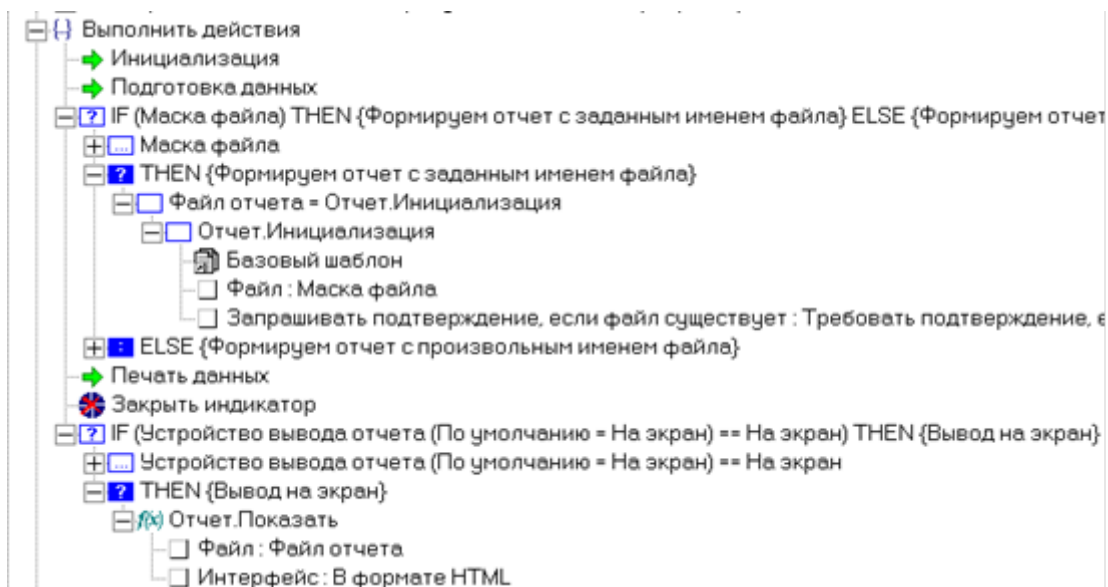 Выполнить действия
Инициализация
Подготовка данных
IF (Маска файла) THEN {Формируем отчет с заданным именем файла} ELSE {Формируем отчет
Маска файла
THEN {Формируем отчет с заданным именем файла}
Файл отчета = Отчет.Инициализация
Отчет.Инициализация
Базовый шаблон
Файл : Маска файла
Запрашивать подтверждение, если файл существует : Требовать подтверждение, е
ELSE {Формируем отчет с произвольным именем файла}
Печать данных
Закрыть индикатор
IF (Устройство вывода отчета (По умолчанию = На экран) == На экран) THEN {Вывод на экран}
Устройство вывода отчета (По умолчанию = На экран) == На экран
THEN {Вывод на экран}
f(x) Отчет.Показать
Файл : Файл отчета
Интерфейс : В формате HTML